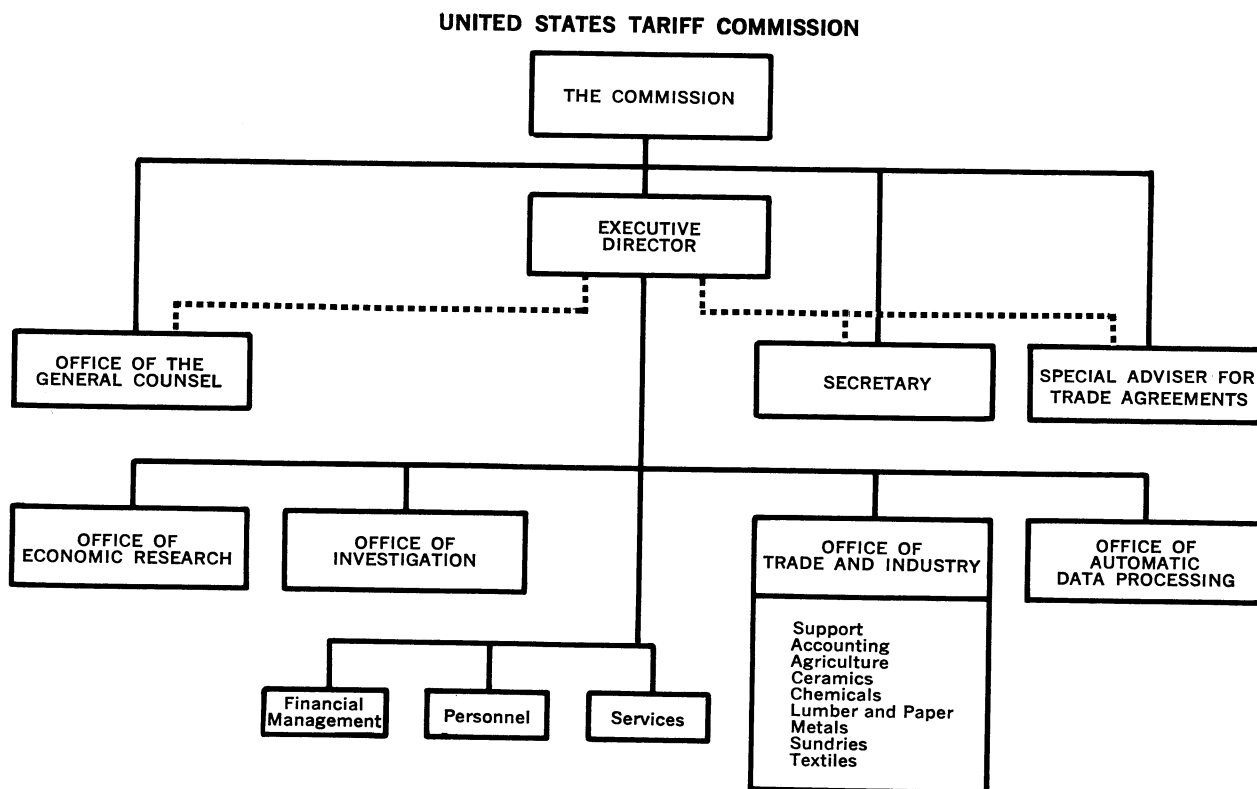 UNITED STATES TARIFF COMMISSION
THE COMMISSION
EXECUTIVE
DIRECTOR
OFFICE OF THE
GENERAL COUNSEL
SECRETARY
SPECIAL ADVISER FOR
TRADE AGREEMENTS
OFFICE OF
ECONOMIC RESEARCH
OFFICE OF
INVESTIGATION
OFFICE OF
TRADE AND INDUSTRY
OFFICE OF
AUTOMATIC
DATA PROCESSING
Support
Accounting
Agriculture
Ceramics
Chemicals
Lumber and Paper
Metals
Sundries
Textiles
Financial
Management
Personnel
Services